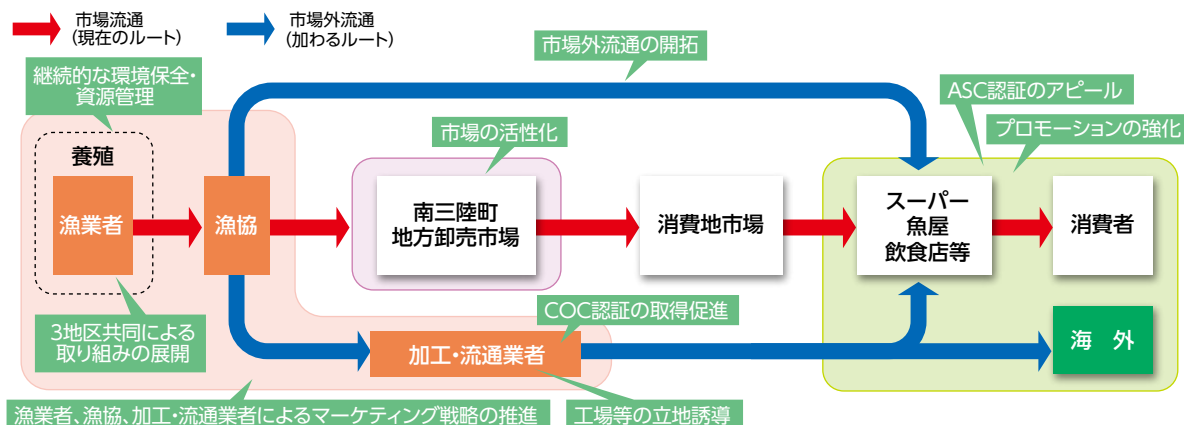 市場流通
(現在のルート)
市場外流通
(加わるルート)
市場外流通の開拓
継続的な環境保全・
資源管理
ASC認証のアピール
プロモーションの強化
市場の活性化
養殖
漁業者
漁協
南三陸町
地方卸売市場
消費地市場
スーパー
魚屋
飲食店等
消費者
COC認証の取得促進
3地区共同による
取り組みの展開
加工・流通業者
海 外
漁業者、漁協、加工・流通業者によるマーケティング戦略の推進
工場等の立地誘導